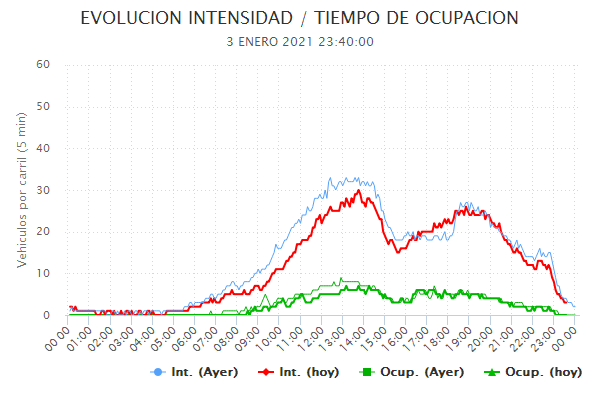 EVOLUCION INTENSIDAD / TIEMPO DE OCUPACION
3 ENERO 2021 23:40:00
Vehiculos por carril (5 min)
60
50
40
30
20
10
0
00:00 01:00 02:00 03:00 04:00 05:00 06:00 07:00 08:00 09:00 10:00 11:00 12:00 13:00 14:00 15:00 16:00 17:00 18:00 19:00 20:00 21:00 22:00 23:00 00:00
Int. (Ayer) Int. (hoy) Ocup. (Ayer) Ocup. (hoy)